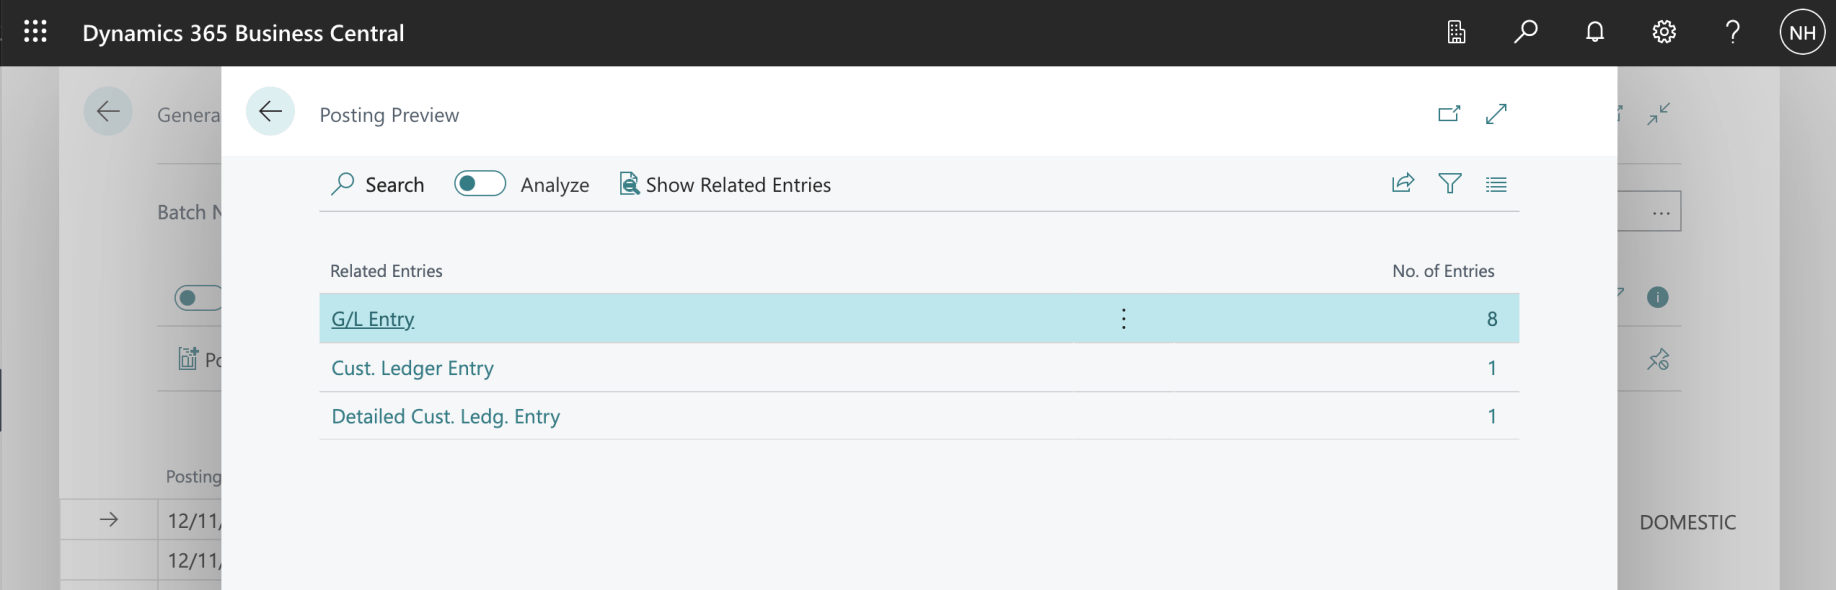 Dynamics 365 Business Central
NH
Genera
Posting Preview
Search
Analyze
Show Related Entries
Batch N
...
Related Entries
No. of Entries
G/L Entry
8
Cust. Ledger Entry
1
Detailed Cust. Ledg. Entry
1
Po
Posting
12/11/
DOMESTIC
12/11/